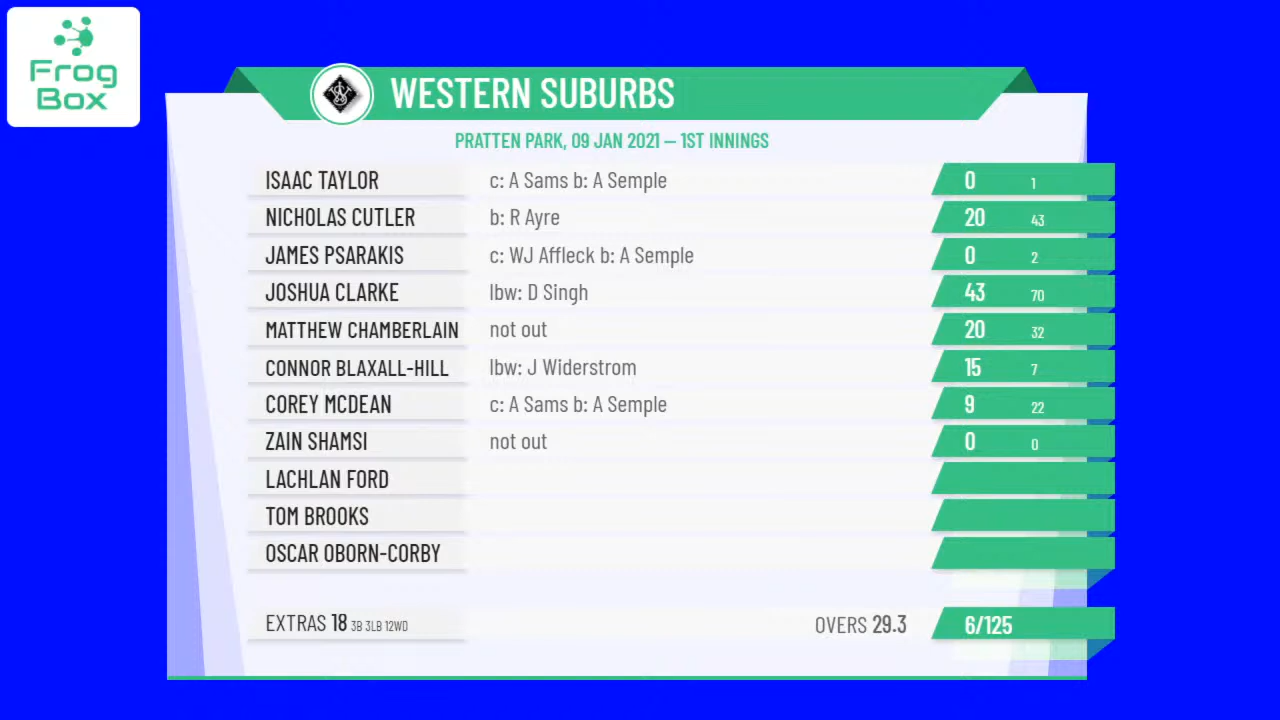 Frog
Box
WESTERN SUBURBS
PRATTEN PARK, 09 JAN 2021 – 1ST INNINGS
ISAAC TAYLOR c: A Sams b: A Semple 0 1
NICHOLAS CUTLER b: R Ayre 20 43
JAMES PSARAKIS c: WJ Affleck b: A Semple 0 2
JOSHUA CLARKE lbw: D Singh 43 70
MATTHEW CHAMBERLAIN not out 20 32
CONNOR BLAXALL-HILL lbw: J Widerstrom 15 7
COREY MCDEAN c: A Sams b: A Semple 9 22
ZAIN SHAMSI not out 0 0
LACHLAN FORD
TOM BROOKS
OSCAR OBORN-CORBY
EXTRAS 18 3B 3LB 12WD OVERS 29.3 6/125